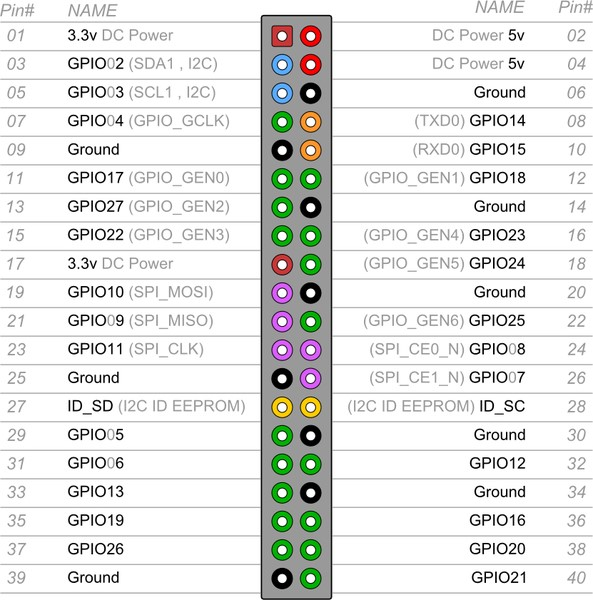 Pin# NAME NAME Pin#
01 3.3v DC Power DC Power 5v 02
03 GPIO02 (SDA1 , I2C) DC Power 5v 04
05 GPIO03 (SCL1 , I2C) Ground 06
07 GPIO04 (GPIO_GCLK) (TXD0) GPIO14 08
09 Ground (RXD0) GPIO15 10
11 GPIO17 (GPIO_GEN0) (GPIO_GEN1) GPIO18 12
13 GPIO27 (GPIO_GEN2) Ground 14
15 GPIO22 (GPIO_GEN3) (GPIO_GEN4) GPIO23 16
17 3.3v DC Power (GPIO_GEN5) GPIO24 18
19 GPIO10 (SPI_MOSI) Ground 20
21 GPIO09 (SPI_MISO) (GPIO_GEN6) GPIO25 22
23 GPIO11 (SPI_CLK) (SPI_CE0_N) GPIO08 24
25 Ground (SPI_CE1_N) GPIO07 26
27 ID_SD (I2C ID EEPROM) (I2C ID EEPROM) ID_SC 28
29 GPIO05 Ground 30
31 GPIO06 GPIO12 32
33 GPIO13 Ground 34
35 GPIO19 GPIO16 36
37 GPIO26 GPIO20 38
39 Ground GPIO21 40